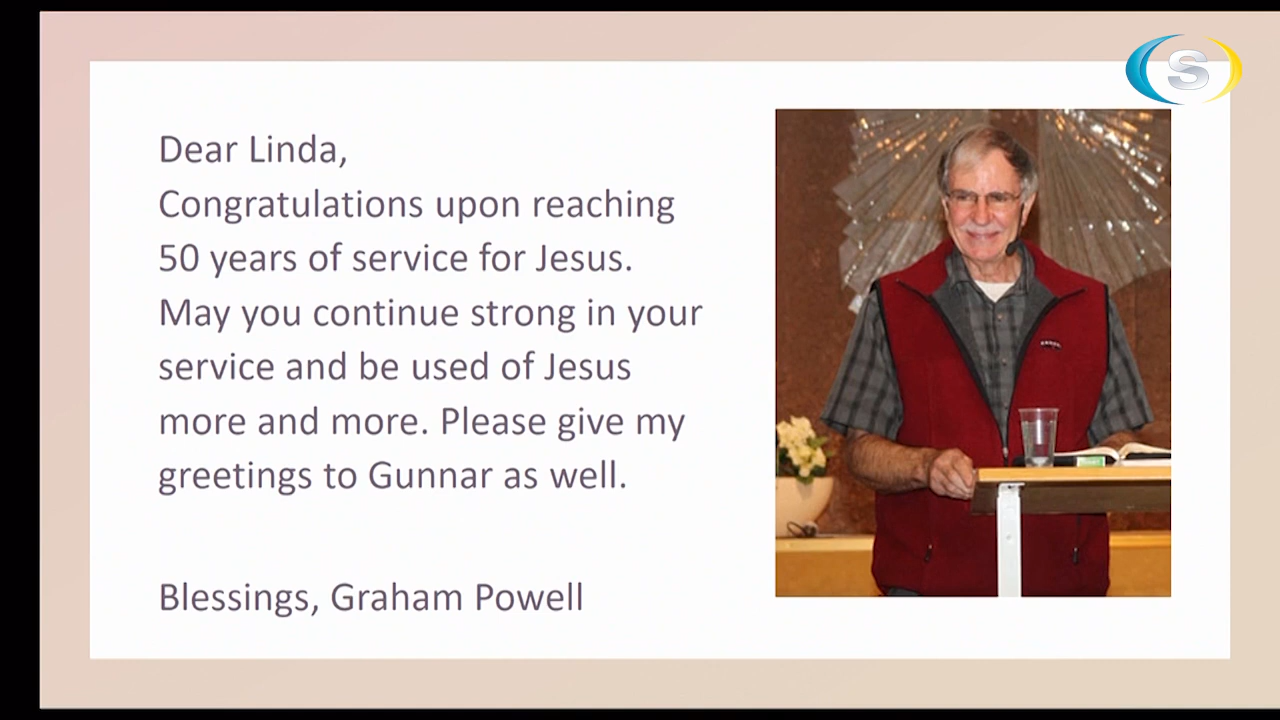 Dear Linda,
Congratulations upon reaching
50 years of service for Jesus.
May you continue strong in your
service and be used of Jesus
more and more. Please give my
greetings to Gunnar as well.
Blessings, Graham Powell
S